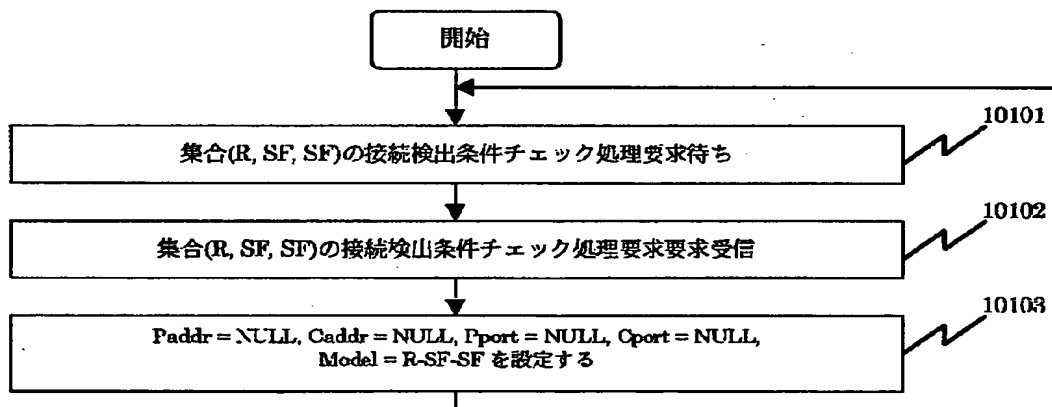 開始
10101
集合(R, SF, SF)の接続検出条件チェック処理要求待ち
10102
集合(R, SF, SF)の接続検出条件チェック処理要求要求受信
10103
Paddr = NULL, Caddr = NULL, Pport = NULL, Cport = NULL,
Model = R-SF-SF を設定する